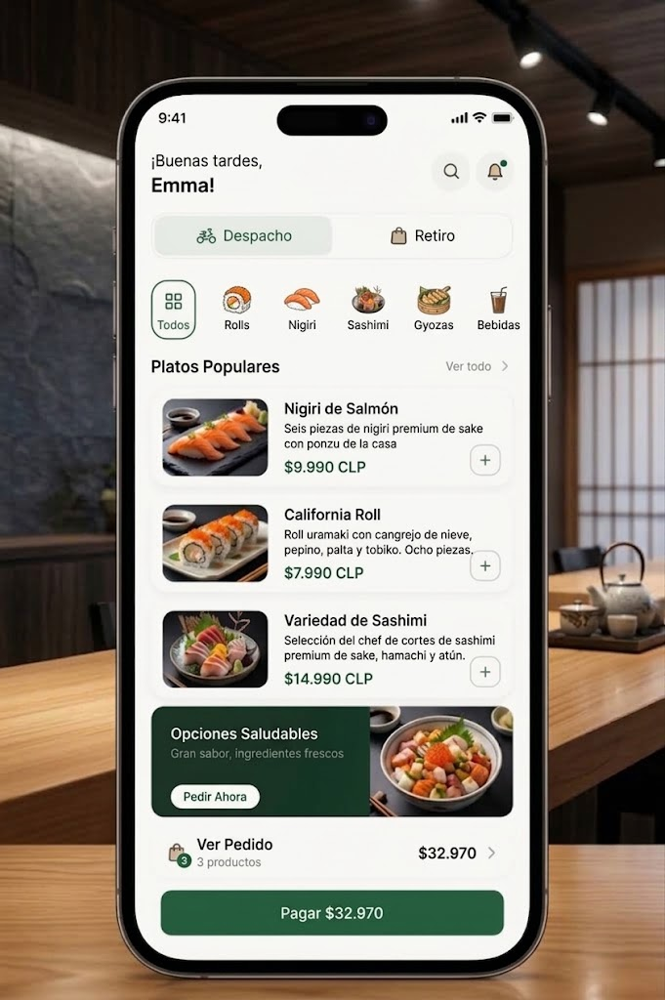 9:41
¡Buenas tardes,
Emma!
Despacho
Retiro
Todos
Rolls
Nigiri
Sashimi
Gyozas
Bebidas
Platos Populares
Ver todo
Nigiri de Salmón
Seis piezas de nigiri premium de sake
con ponzu de la casa
$9.990 CLP
California Roll
Roll uramaki con cangrejo de nieve,
pepino, palta y tobiko. Ocho piezas.
$7.990 CLP
Variedad de Sashimi
Selección del chef de cortes de sashimi
premium de sake, hamachi y atún.
$14.990 CLP
Opciones Saludables
Gran sabor, ingredientes frescos
Pedir Ahora
Ver Pedido
3
3 productos
$32.970
Pagar $32.970